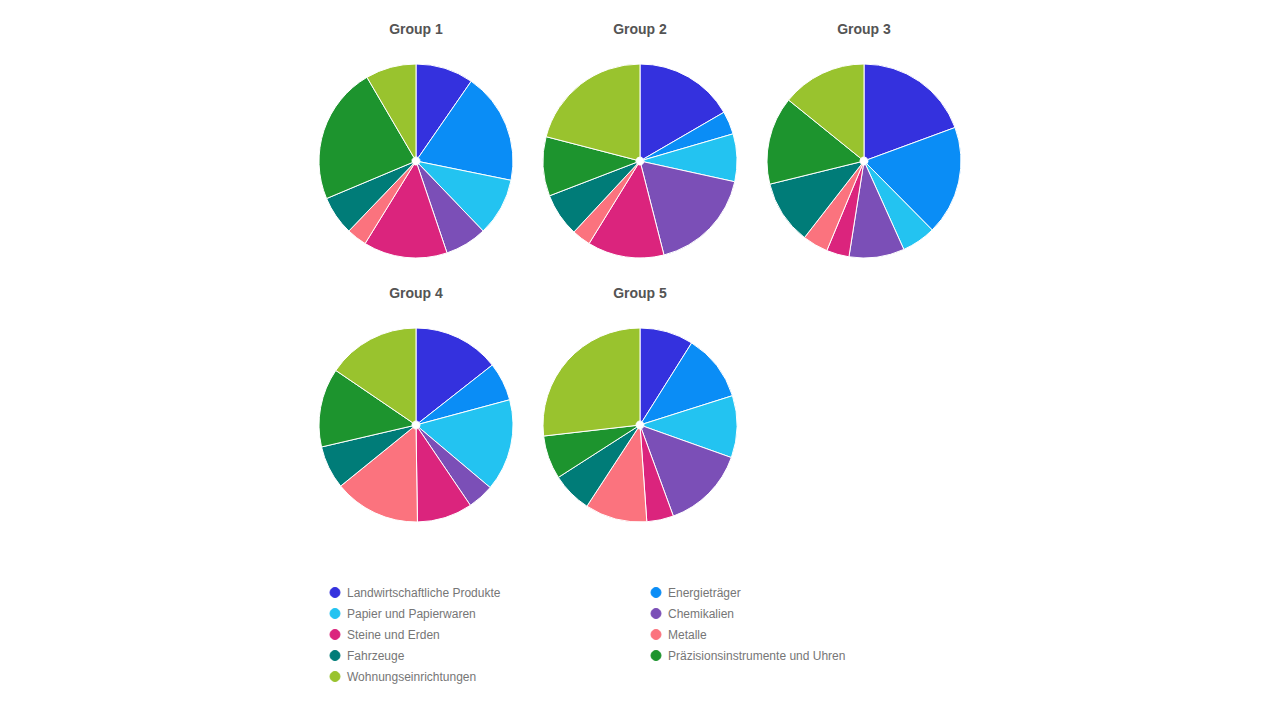 Group 1
Group 2
Group 3
Group 4
Group 5
Landwirtschaftliche Produkte
Energieträger
Papier und Papierwaren
Chemikalien
Steine und Erden
Metalle
Fahrzeuge
Präzisionsinstrumente und Uhren
Wohnungseinrichtungen